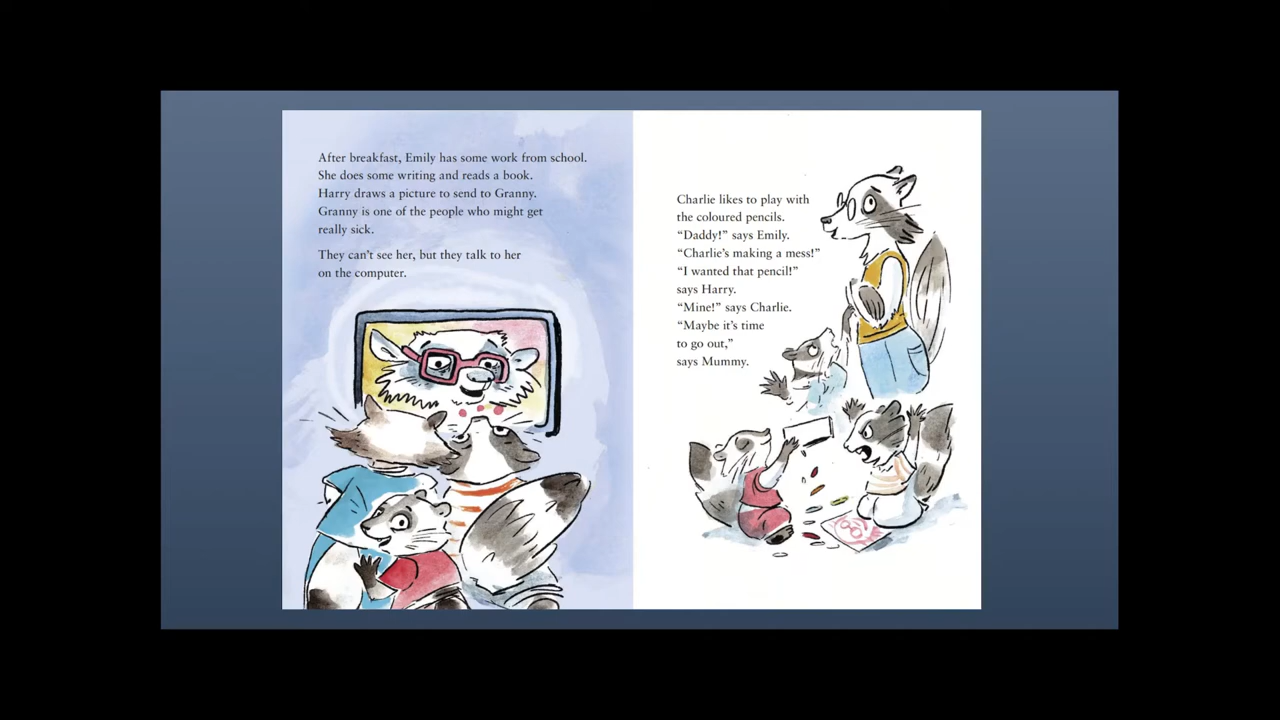 After breakfast, Emily has some work from school.
She does some writing and reads a book.
Harry draws a picture to send to Granny.
Granny is one of the people who might get
really sick.
They can’t see her, but they talk to her
on the computer.
Charlie likes to play with
the coloured pencils.
“Daddy!” says Emily.
“Charlie’s making a mess!”
“I wanted that pencil!”
says Harry.
“Mine!” says Charlie.
“Maybe it’s time
to go out,”
says Mummy.